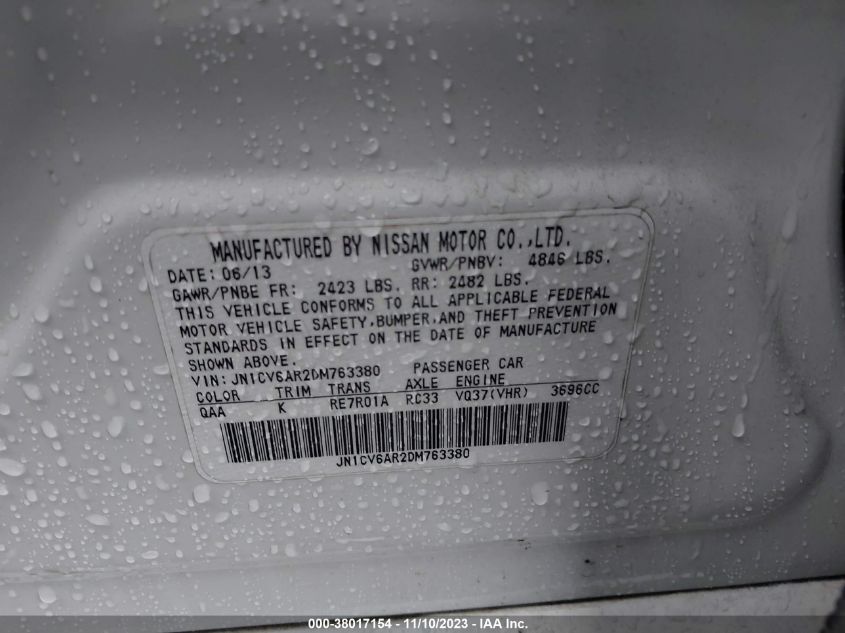 MANUFACTURED BY NISSAN MOTOR CO.,LTD.
DATE: 06/13 GVWR/PNBV: 4846 LBS.
GAWR/PNBE FR: 2423 LBS. RR: 2482 LBS.
THIS VEHICLE CONFORMS TO ALL APPLICABLE FEDERAL
MOTOR VEHICLE SAFETY,BUMPER,AND THEFT PREVENTION
STANDARDS IN EFFECT ON THE DATE OF MANUFACTURE
SHOWN ABOVE.
VIN: JN1CV6AR2DM763380 PASSENGER CAR
COLOR TRIM TRANS AXLE ENGINE
QAA K RE7R01A RC33 VQ37(VHR) 3696CC
JN1CV6AR2DM763380
000-38017154 - 11/10/2023 - IAA Inc.